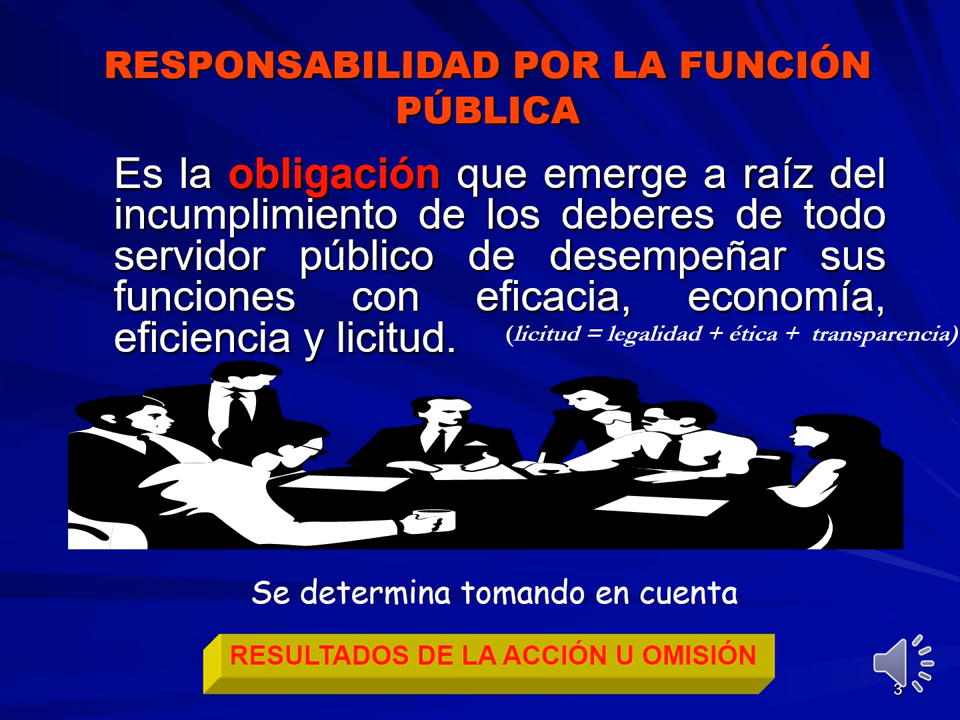 RESPONSABILIDAD POR LA FUNCIÓN
PÚBLICA
Es la obligación que emerge a raíz del
incumplimiento de los deberes de todo
servidor público de desempeñar sus
funciones con eficacia, economía,
eficiencia y licitud.
(licitud = legalidad + ética + transparencia)
Se determina tomando en cuenta
RESULTADOS DE LA ACCIÓN U OMISIÓN
3